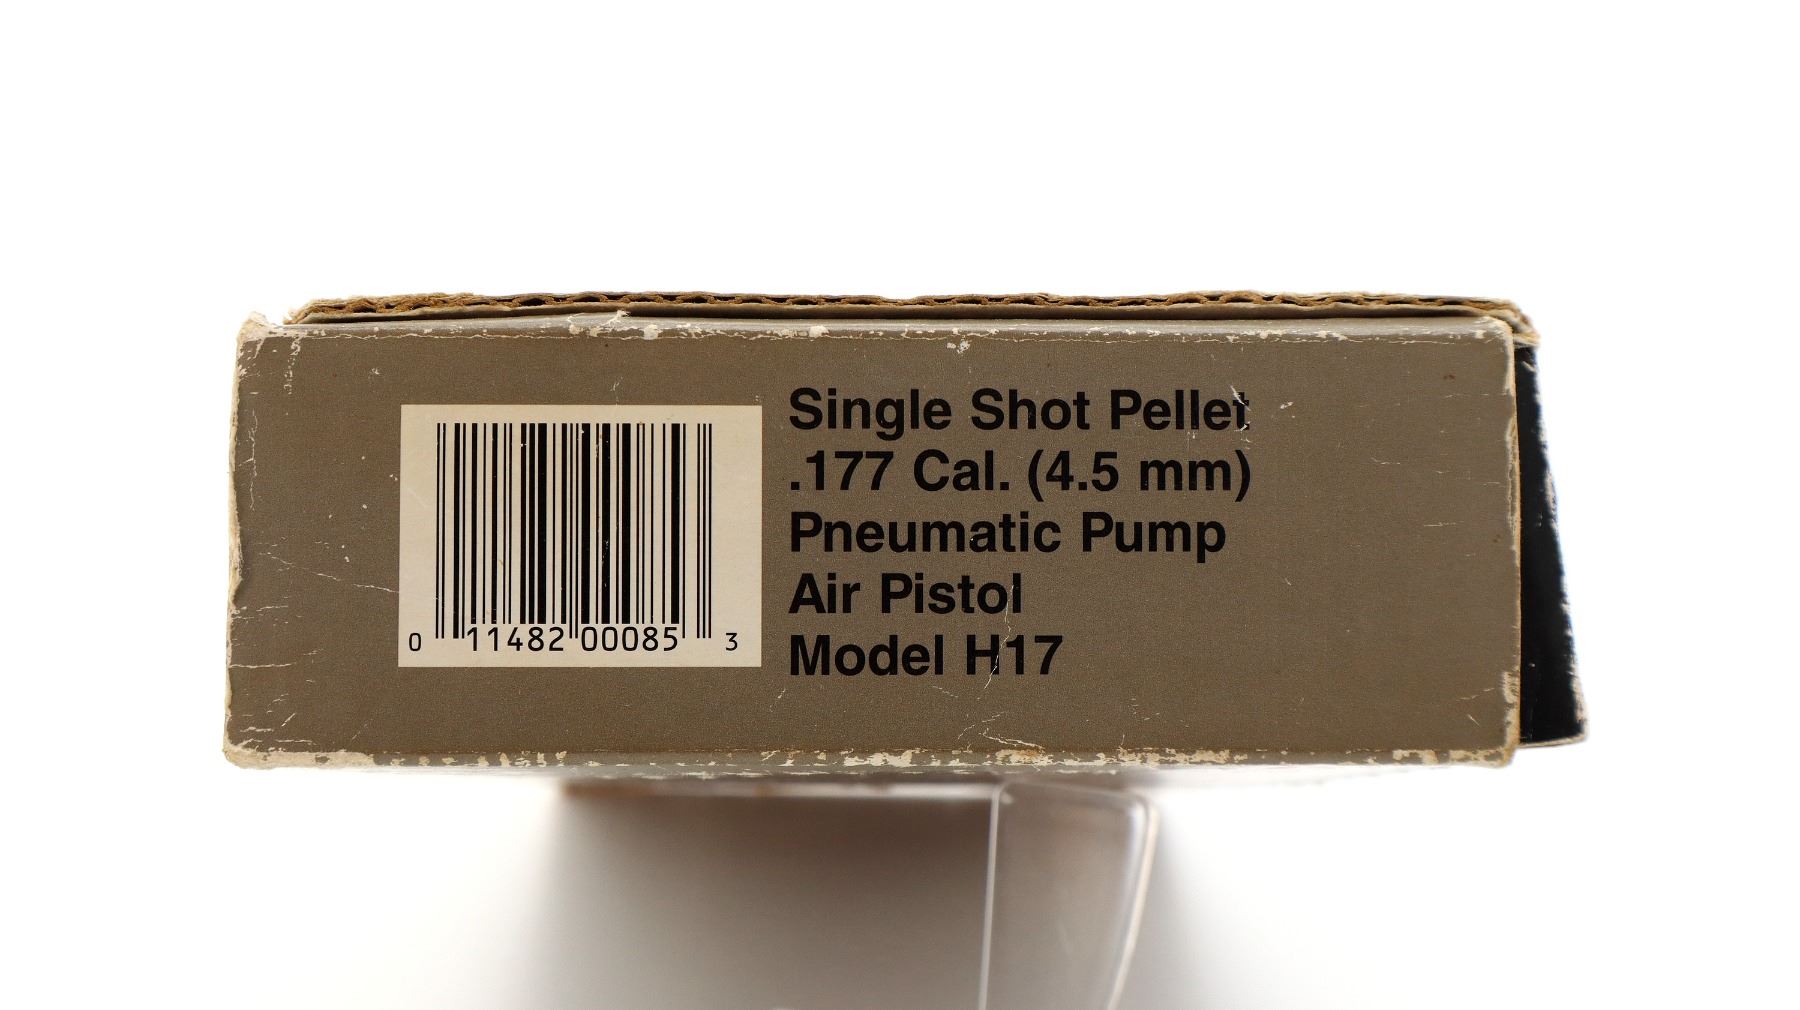 Single Shot Pellet
.177 Cal. (4.5 mm)
Pneumatic Pump
Air Pistol
Model H17
0 11482 00085 3